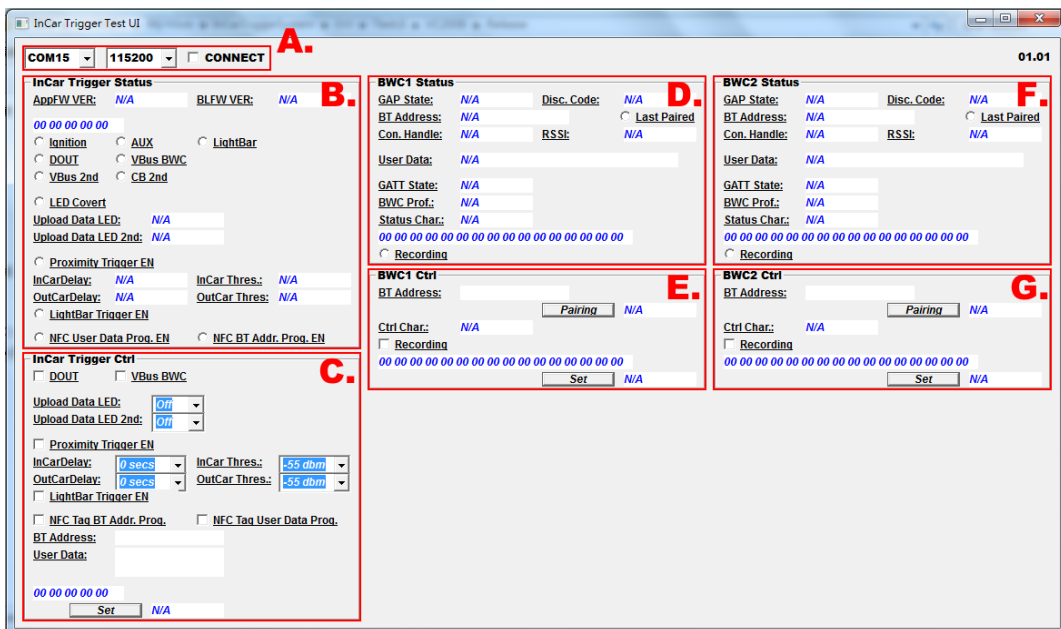 InCar Trigger Test UI
A.
COM15 115200 CONNECT 01.01
InCar Trigger Status
B.
AppFW VER: N/A BLFW VER: N/A
00 00 00 00 00
Ignition AUX LightBar
DOUT VBus BWC
VBus 2nd CB 2nd
LED Covert
Upload Data LED: N/A
Upload Data LED 2nd: N/A
Proximity Trigger EN
InCarDelay: N/A InCar Thres.: N/A
OutCarDelay: N/A OutCar Thres: N/A
LightBar Trigger EN
NFC User Data Prog. EN NFC BT Addr. Prog. EN
InCar Trigger Ctrl
C.
DOUT VBus BWC
Upload Data LED: Off
Upload Data LED 2nd: Off
Proximity Trigger EN
InCarDelay: 0 secs InCar Thres.: -55 dbm
OutCarDelay: 0 secs OutCar Thres.: -55 dbm
LightBar Trigger EN
NFC Tag BT Addr. Prog. NFC Tag User Data Prog.
BT Address:
User Data:
00 00 00 00 00
Set N/A
BWC1 Status
D.
GAP State: N/A Disc. Code: N/A
BT Address: N/A Last Paired
Con. Handle: N/A RSSI: N/A
User Data: N/A
GATT State: N/A
BWC Prof.: N/A
Status Char.: N/A
00 00 00 00 00 00 00 00 00 00 00 00 00 00 00 00
Recording
BWC1 Ctrl
E.
BT Address:
Pairing N/A
Ctrl Char.: N/A
Recording
00 00 00 00 00 00 00 00 00 00 00 00 00 00 00 00
Set N/A
BWC2 Status
F.
GAP State: N/A Disc. Code: N/A
BT Address: N/A Last Paired
Con. Handle: N/A RSSI: N/A
User Data: N/A
GATT State: N/A
BWC Prof.: N/A
Status Char.: N/A
00 00 00 00 00 00 00 00 00 00 00 00 00 00 00 00
Recording
BWC2 Ctrl
G.
BT Address:
Pairing N/A
Ctrl Char.: N/A
Recording
00 00 00 00 00 00 00 00 00 00 00 00 00 00 00 00
Set N/A